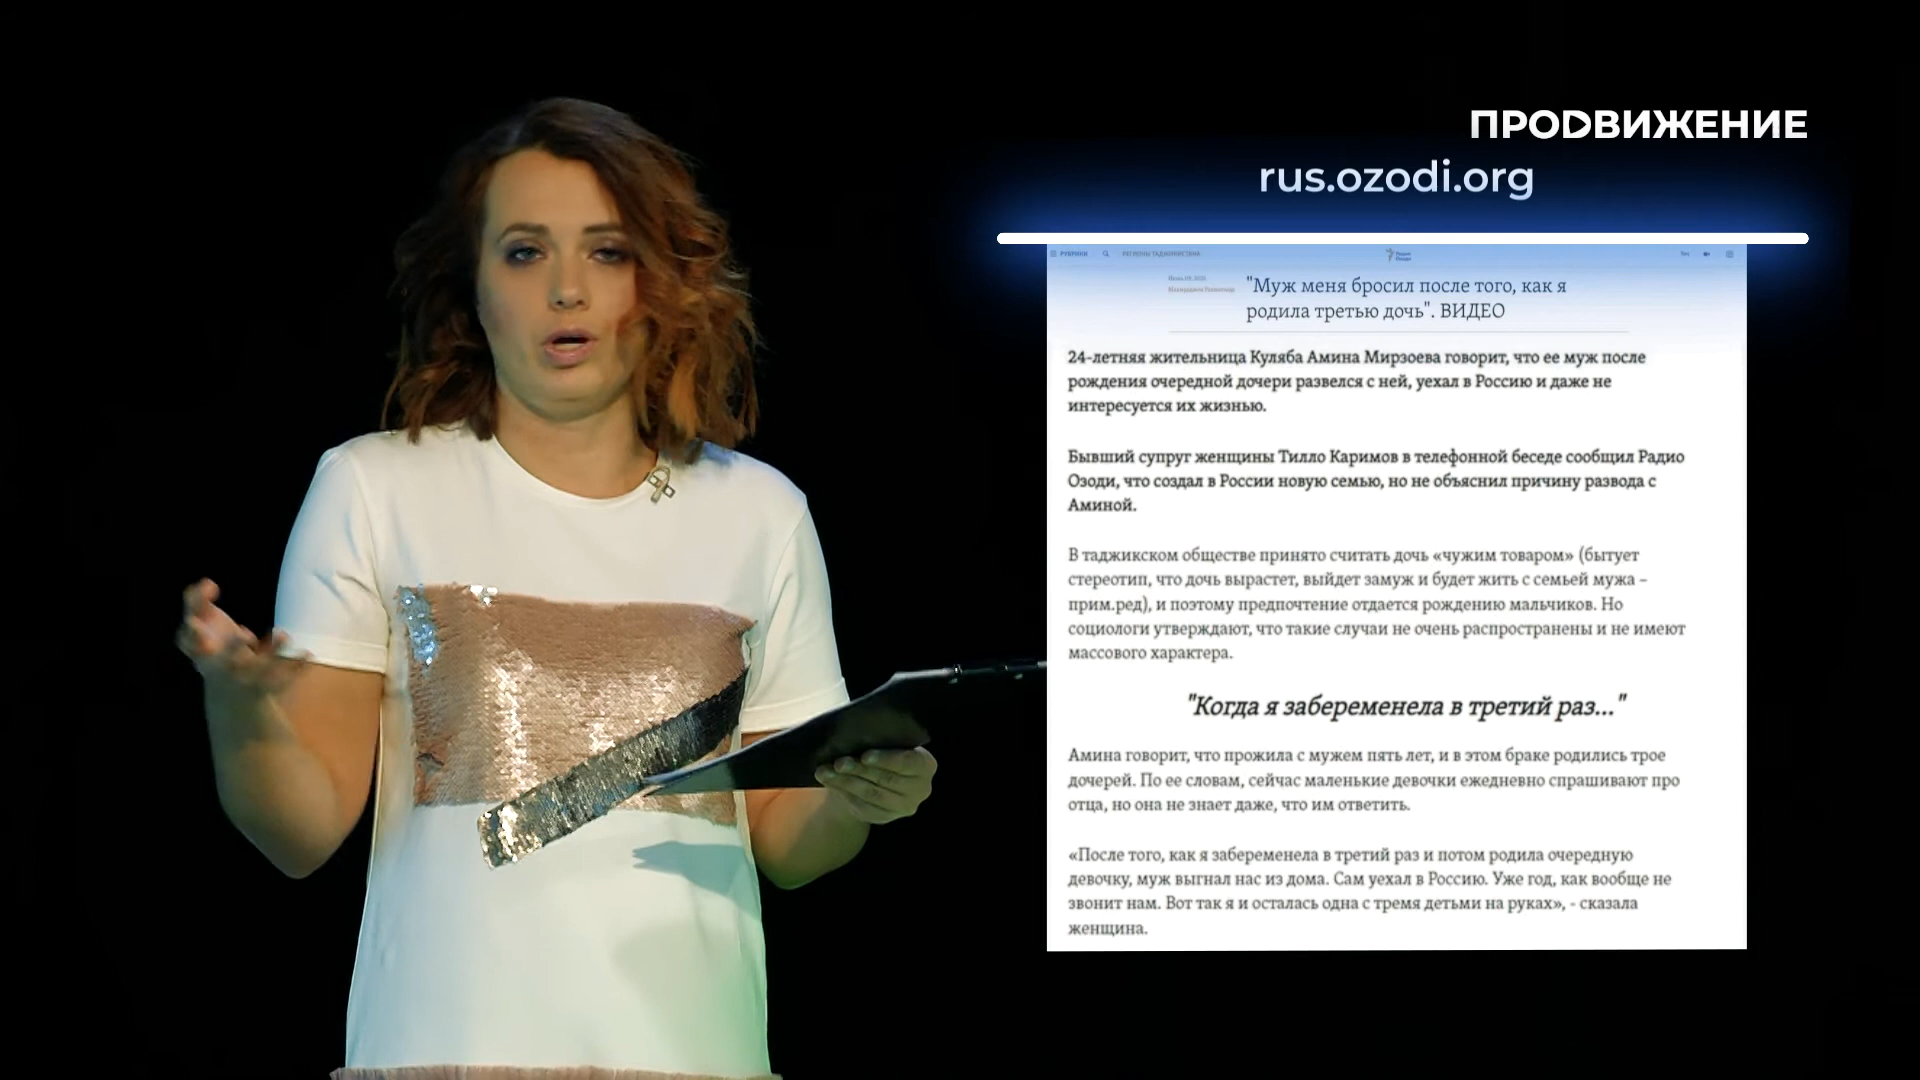 ПРОDВИЖЕНИЕ
rus.ozodi.org
РУБРИКИ
РЕГИОНЫ ТАДЖИКИСТАНА
"Муж меня бросил после того, как я
родила третью дочь". ВИДЕО
24-летняя жительница Куляба Амина Мирзоева говорит, что ее муж после
рождения очередной дочери развелся с ней, уехал в Россию и даже не
интересуется их жизнью.
Бывший супруг женщины Тилло Каримов в телефонной беседе сообщил Радио
Озоди, что создал в России новую семью, но не объяснил причину развода с
Аминой.
В таджикском обществе принято считать дочь «чужим товаром» (бытует
стереотип, что дочь вырастет, выйдет замуж и будет жить с семьей мужа –
прим.ред), и поэтому предпочтение отдается рождению мальчиков. Но
социологи утверждают, что такие случаи не очень распространены и не имеют
массового характера.
"Когда я забеременела в третий раз..."
Амина говорит, что прожила с мужем пять лет, и в этом браке родились трое
дочерей. По ее словам, сейчас маленькие девочки ежедневно спрашивают про
отца, но она не знает даже, что им ответить.
«После того, как я забеременела в третий раз и потом родила очередную
девочку, муж выгнал нас из дома. Сам уехал в Россию. Уже год, как вообще не
звонит нам. Вот так я и осталась одна с тремя детьми на руках», - сказала
женщина.